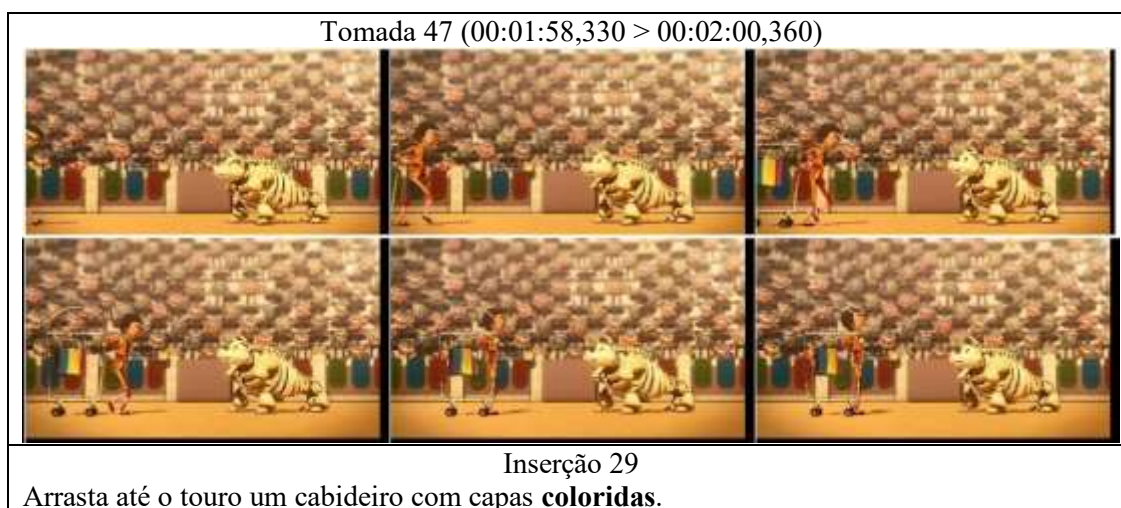 Tomada 47 (00:01:58,330 > 00:02:00,360)
Inserção 29
Arrasta até o touro um cabideiro com capas coloridas.